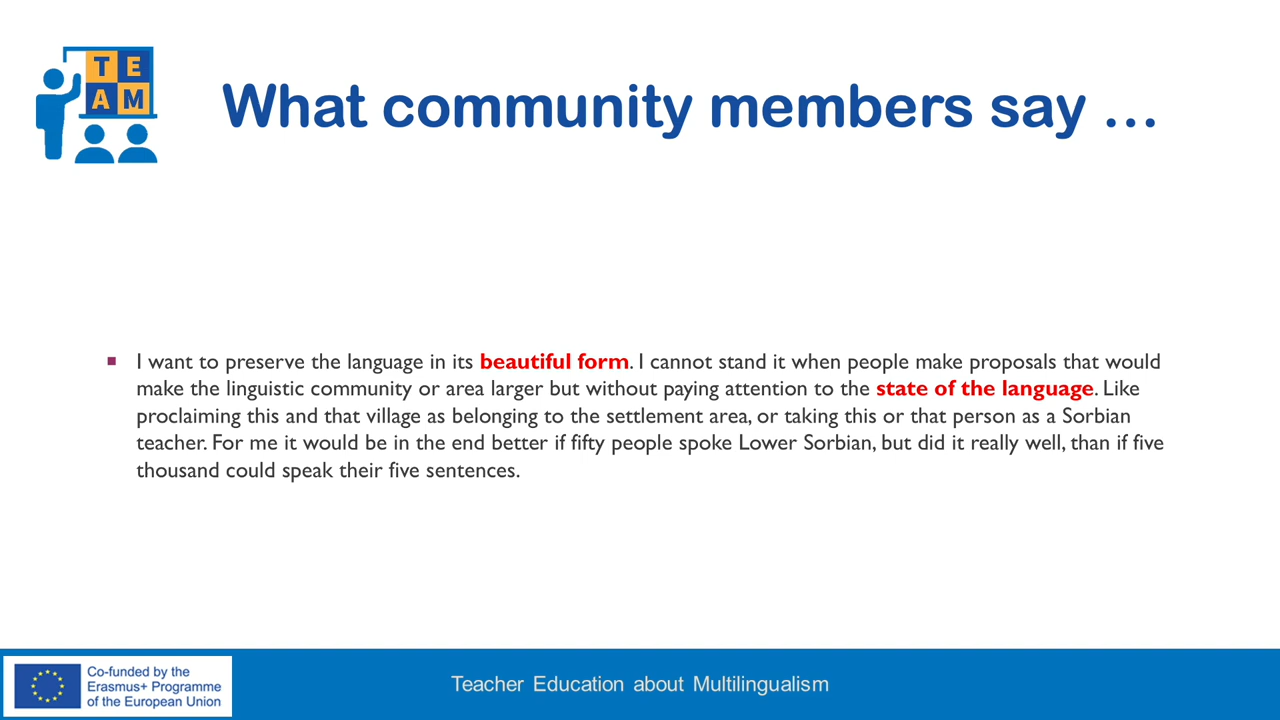 T E
A M
What community members say …
I want to preserve the language in its beautiful form. I cannot stand it when people make proposals that would
make the linguistic community or area larger but without paying attention to the state of the language. Like
proclaiming this and that village as belonging to the settlement area, or taking this or that person as a Sorbian
teacher. For me it would be in the end better if fifty people spoke Lower Sorbian, but did it really well, than if five
thousand could speak their five sentences.
Co-funded by the
Erasmus+ Programme
of the European Union
Teacher Education about Multilingualism